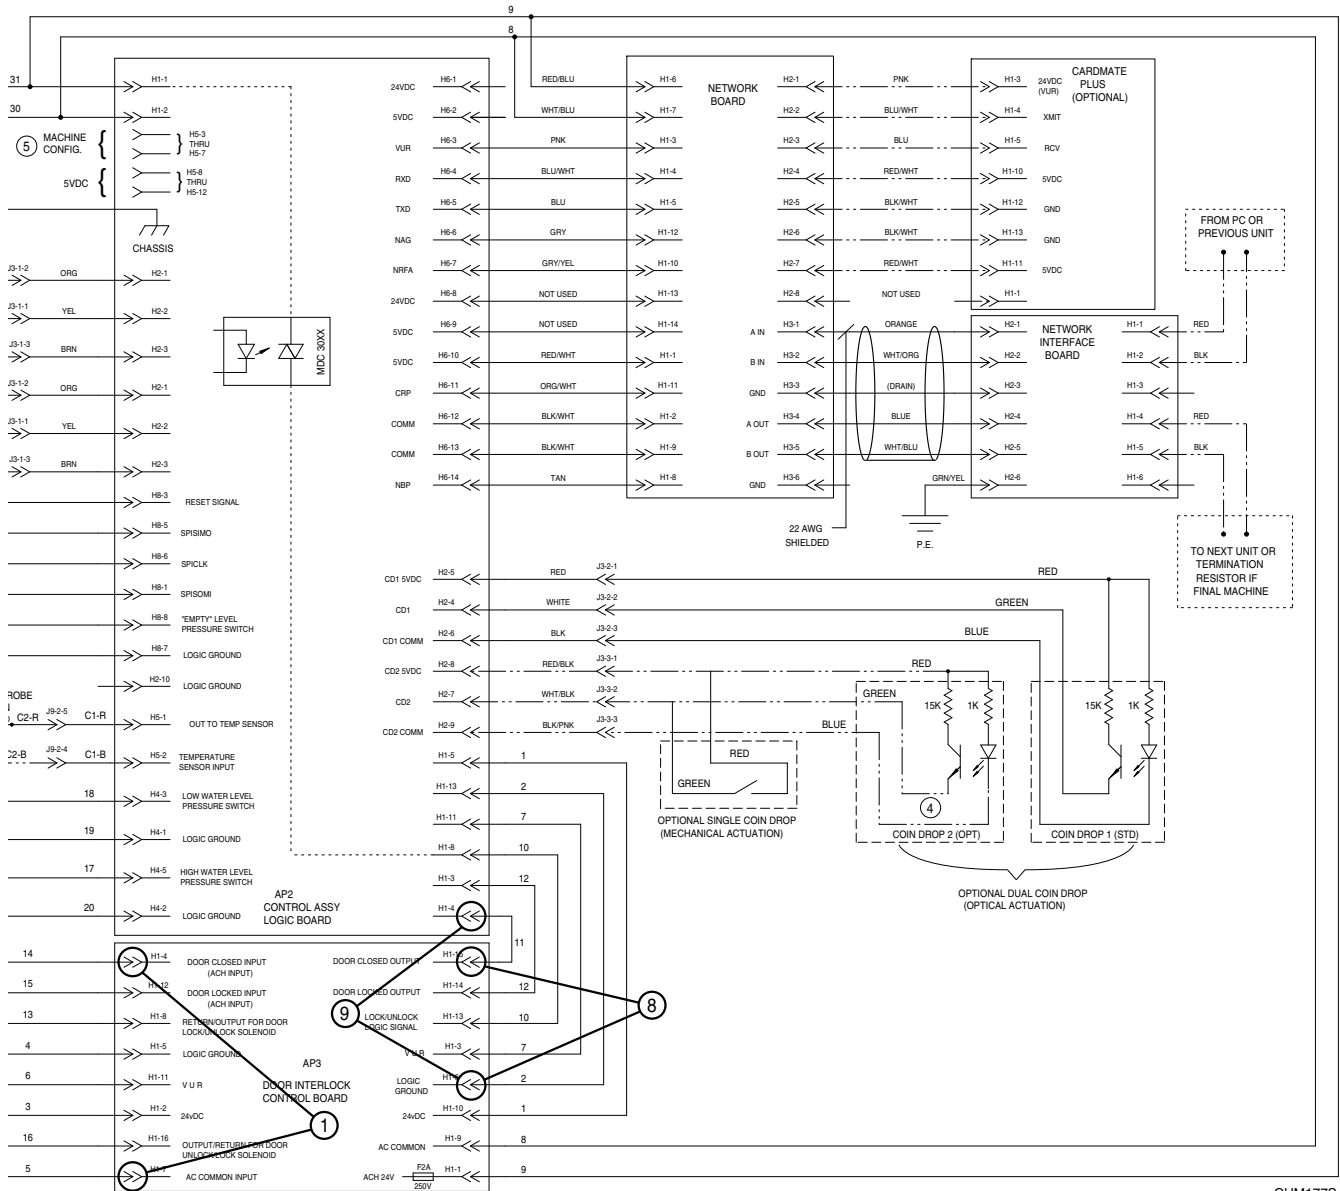 9
8
31 H1-1 24VDC H6-1 RED/BLU H1-6 NETWORK BOARD H2-1 PNK H1-3 24VDC (VUR) CARDMATE PLUS (OPTIONAL)
30 H1-2 5VDC H6-2 WHT/BLU H1-7 H2-2 BLU/WHT H1-4 XMIT
5 MACHINE CONFIG. H5-3 THRU H5-7 VUR H6-3 PNK H1-3 H2-3 BLU H1-5 RCV
5VDC H5-8 THRU H5-12 RXD H6-4 BLU/WHT H1-4 H2-4 RED/WHT H1-10 5VDC
TXD H6-5 BLU H1-5 H2-5 BLK/WHT H1-12 GND
CHASSIS NAG H6-6 GRY H1-12 H2-6 BLK/WHT H1-13 GND
FROM PC OR
PREVIOUS UNIT
J3-1-2 ORG H2-1 NRFA H6-7 GRY/YEL H1-10 H2-7 RED/WHT H1-11 5VDC
24VDC H6-8 NOT USED H1-13 H2-8 NOT USED H1-1
J3-1-1 YEL H2-2 5VDC H6-9 NOT USED H1-14 A IN H3-1 ORANGE H2-1 NETWORK INTERFACE BOARD H1-1 RED
J3-1-3 BRN H2-3 MDC 30XX 5VDC H6-10 RED/WHT H1-1 B IN H3-2 WHT/ORG H2-2 H1-2 BLK
J3-1-2 ORG H2-1 CRP H6-11 ORG/WHT H1-11 GND H3-3 (DRAIN) H2-3 H1-3
J3-1-1 YEL H2-2 COMM H6-12 BLK/WHT H1-2 A OUT H3-4 BLUE H2-4 H1-4 RED
J3-1-3 BRN H2-3 COMM H6-13 BLK/WHT H1-9 B OUT H3-5 WHT/BLU H2-5 H1-5 BLK
NBP H6-14 TAN H1-8 GND H3-6 GRN/YEL H2-6 H1-6
H8-3 RESET SIGNAL
22 AWG
SHIELDED
P.E.
H8-5 SPISIMO
H8-6 SPICLK
TO NEXT UNIT OR
TERMINATION
RESISTOR IF
FINAL MACHINE
CD1 5VDC H2-5 RED J3-2-1 RED
H8-1 SPISOMI
CD1 H2-4 WHITE J3-2-2 GREEN
H8-8 "EMPTY" LEVEL
PRESSURE SWITCH
CD1 COMM H2-6 BLK J3-2-3 BLUE
H8-7 LOGIC GROUND
CD2 5VDC H2-8 RED/BLK J3-3-1 RED
H2-10 LOGIC GROUND
CD2 H2-7 WHT/BLK J3-3-2 GREEN 15K 1K 15K 1K
ROBE
C2-R J9-2-5 C1-R H5-1 OUT TO TEMP SENSOR
CD2 COMM H2-9 BLK/PNK J3-3-3 BLUE
C2-B J9-2-4 C1-B H5-2 TEMPERATURE
SENSOR INPUT
H1-5 1 RED
H1-13 2 GREEN
18 H4-3 LOW WATER LEVEL
PRESSURE SWITCH
4
H1-11 7 OPTIONAL SINGLE COIN DROP
(MECHANICAL ACTUATION)
COIN DROP 2 (OPT) COIN DROP 1 (STD)
19 H4-1 LOGIC GROUND
H1-8 10
17 H4-5 HIGH WATER LEVEL
PRESSURE SWITCH
H1-3 12
OPTIONAL DUAL COIN DROP
(OPTICAL ACTUATION)
AP2
CONTROL ASSY
LOGIC BOARD
20 H4-2 LOGIC GROUND H1-4
11
14 H1-4 DOOR CLOSED INPUT
(ACH INPUT)
DOOR CLOSED OUTPUT
15 H1-12 DOOR LOCKED INPUT
(ACH INPUT)
DOOR LOCKED OUTPUT H1-14 12
9 8
13 H1-8 RETURN/OUTPUT FOR DOOR
LOCK/UNLOCK SOLENOID
LOCK/UNLOCK
LOGIC SIGNAL H1-13 10
4 H1-5 LOGIC GROUND V U R H1-3 7
AP3
DOOR INTERLOCK
CONTROL BOARD
6 H1-11 V U R LOGIC
GROUND 2
3 H1-2 24vDC 24vDC H1-10 1
1
16 H1-16 OUTPUT/RETURN FOR DOOR
UNLOCK/LOCK SOLENOID
AC COMMON H1-9 8
5 H1-7 AC COMMON INPUT ACH 24V F2A
250V H1-1 9